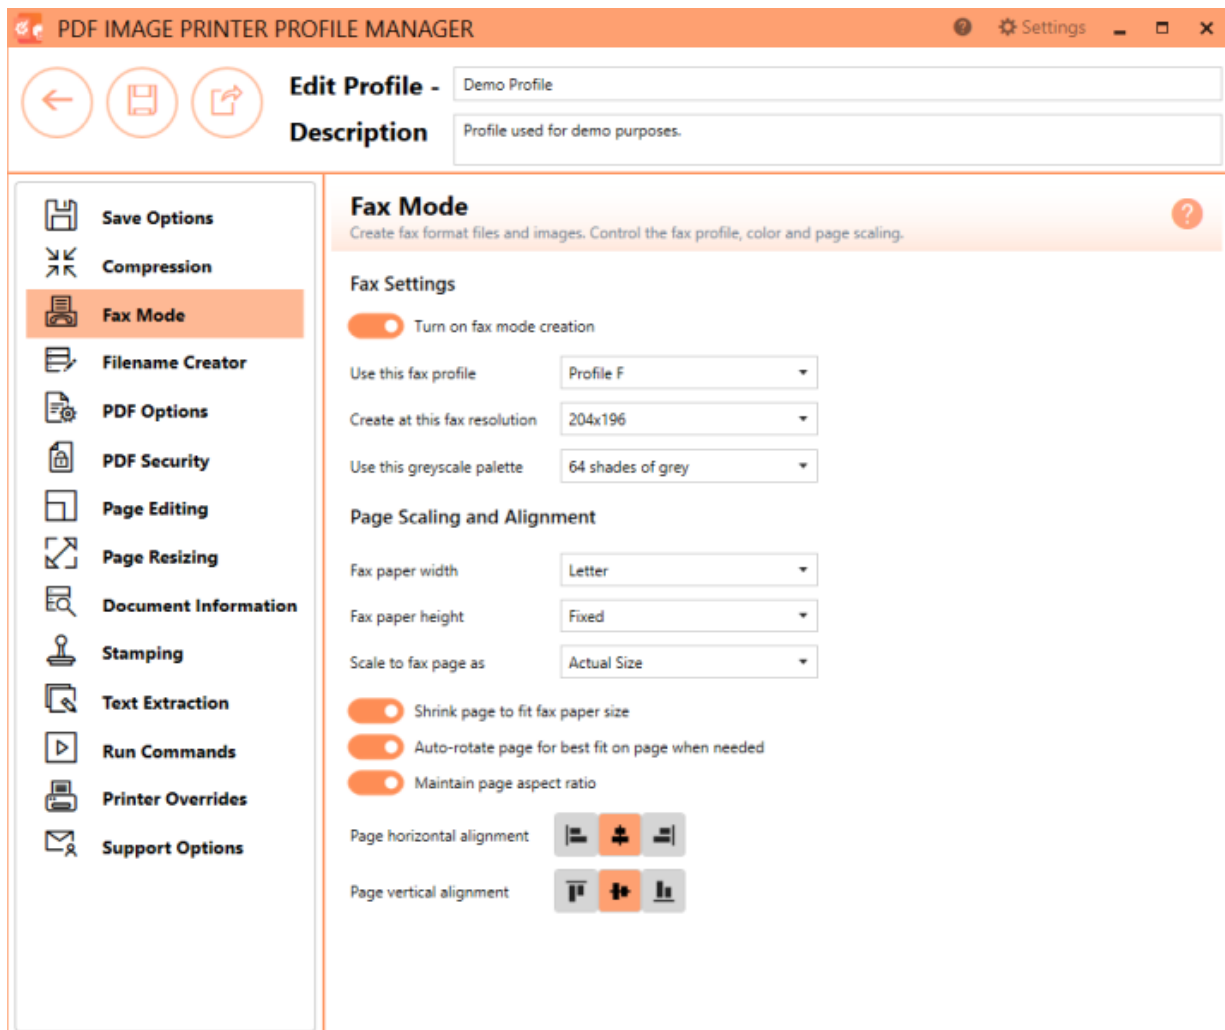 PDF IMAGE PRINTER PROFILE MANAGER
? Settings
Edit Profile - Demo Profile
Description Profile used for demo purposes.
Save Options
Compression
Fax Mode
Filename Creator
PDF Options
PDF Security
Page Editing
Page Resizing
Document Information
Stamping
Text Extraction
Run Commands
Printer Overrides
Support Options
Fax Mode
?
Create fax format files and images. Control the fax profile, color and page scaling.
Fax Settings
Turn on fax mode creation
Use this fax profile Profile F
Create at this fax resolution 204x196
Use this greyscale palette 64 shades of grey
Page Scaling and Alignment
Fax paper width Letter
Fax paper height Fixed
Scale to fax page as Actual Size
Shrink page to fit fax paper size
Auto-rotate page for best fit on page when needed
Maintain page aspect ratio
Page horizontal alignment
Page vertical alignment